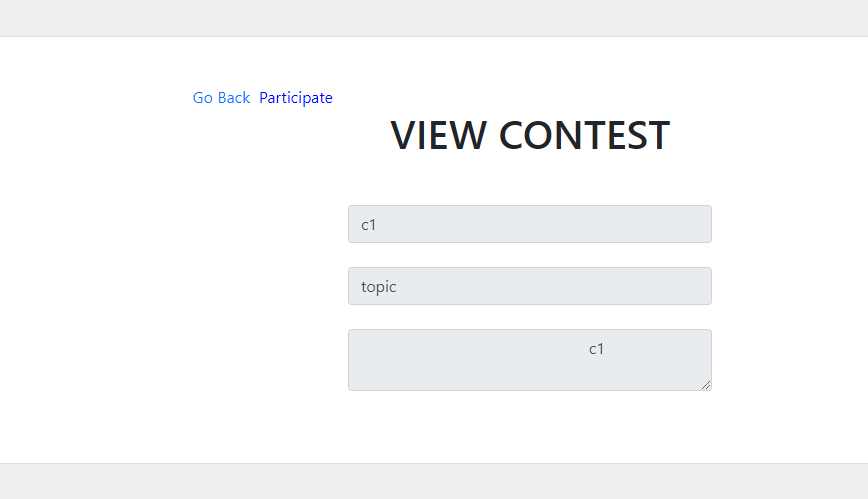 Go Back Participate
VIEW CONTEST
c1
topic
c1